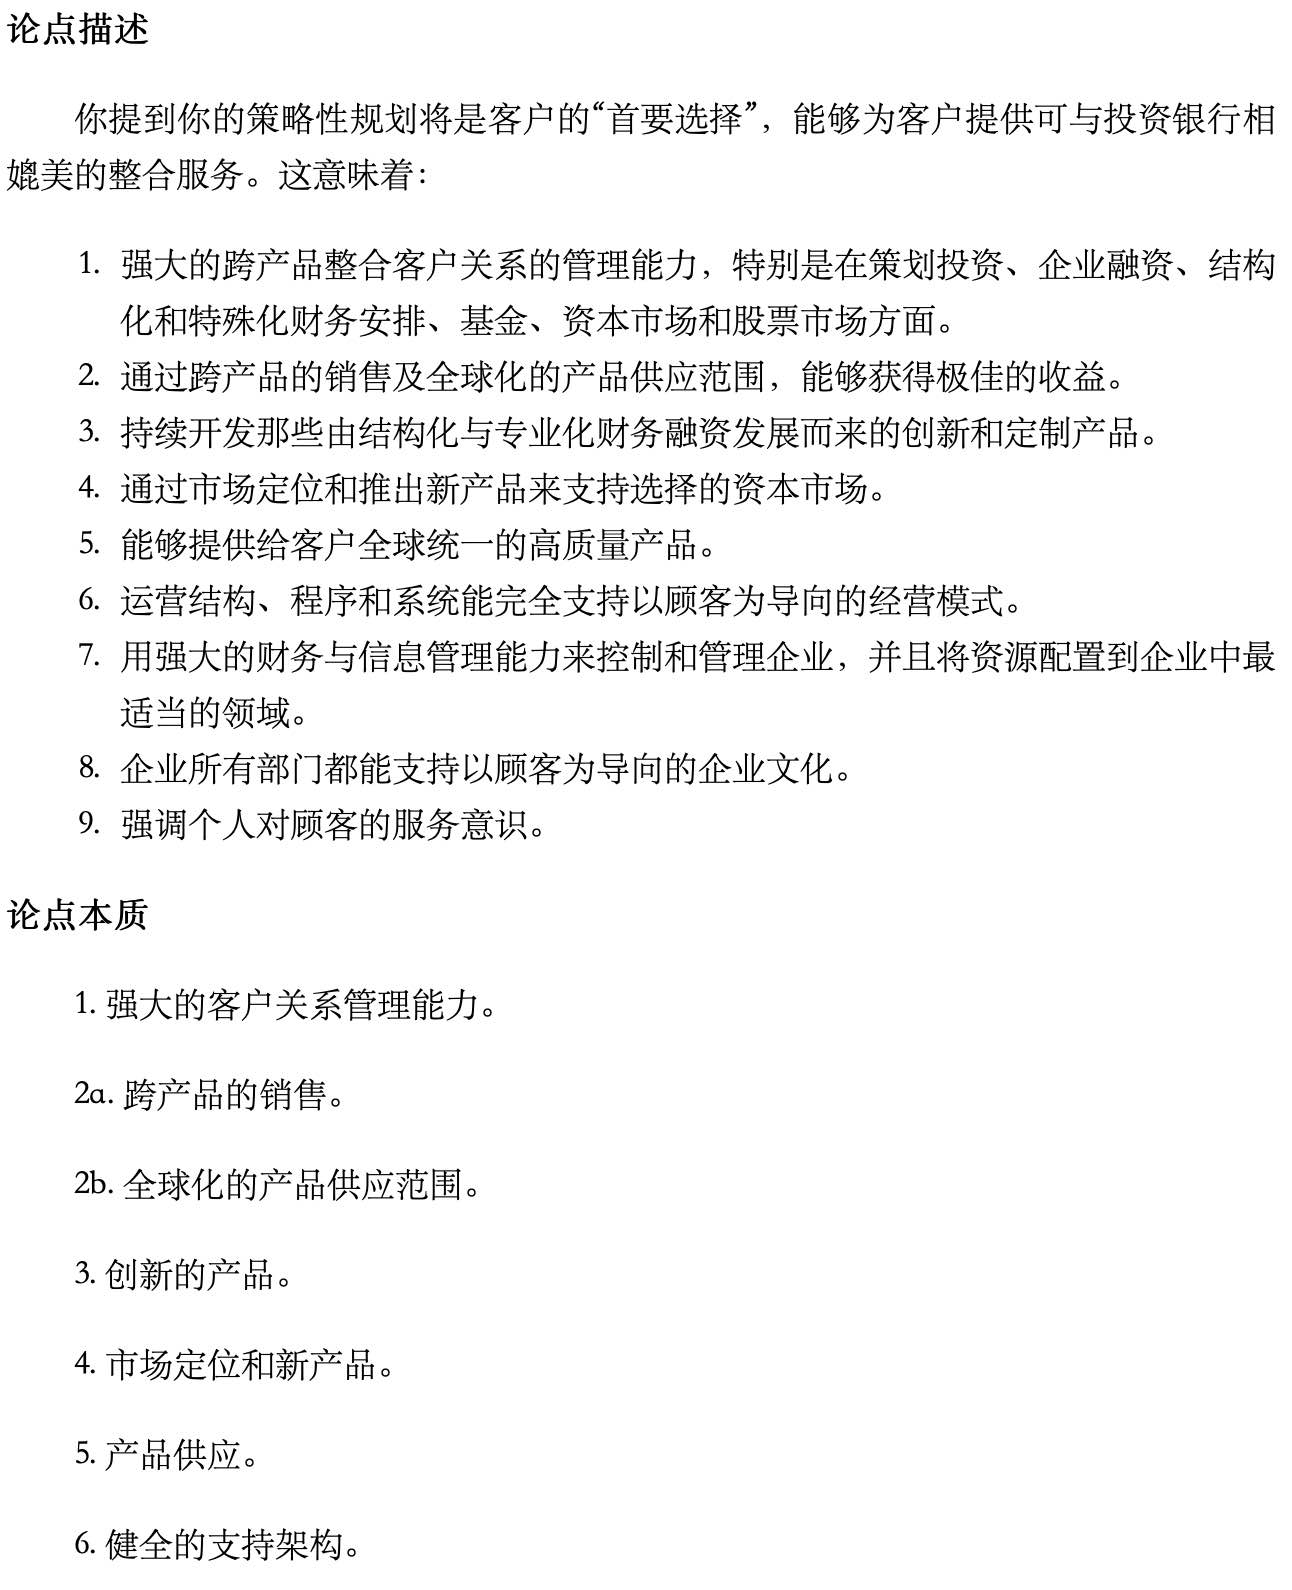 论点描述
你提到你的策略性规划将是客户的“首要选择”，能够为客户提供可与投资银行相
媲美的整合服务。这意味着：
1. 强大的跨产品整合客户关系的管理能力，特别是在策划投资、企业融资、结构
化和特殊化财务安排、基金、资本市场和股票市场方面。
2. 通过跨产品的销售及全球化的产品供应范围，能够获得极佳的收益。
3. 持续开发那些由结构化与专业化财务融资发展而来的创新和定制产品。
4. 通过市场定位和推出新产品来支持选择的资本市场。
5. 能够提供给客户全球统一的高质量产品。
6. 运营结构、程序和系统能完全支持以顾客为导向的经营模式。
7. 用强大的财务与信息管理能力来控制和管理企业，并且将资源配置到企业中最
适当的领域。
8. 企业所有部门都能支持以顾客为导向的企业文化。
9. 强调个人对顾客的服务意识。
论点本质
1. 强大的客户关系管理能力。
2a. 跨产品的销售。
2b. 全球化的产品供应范围。
3. 创新的产品。
4. 市场定位和新产品。
5. 产品供应。
6. 健全的支持架构。